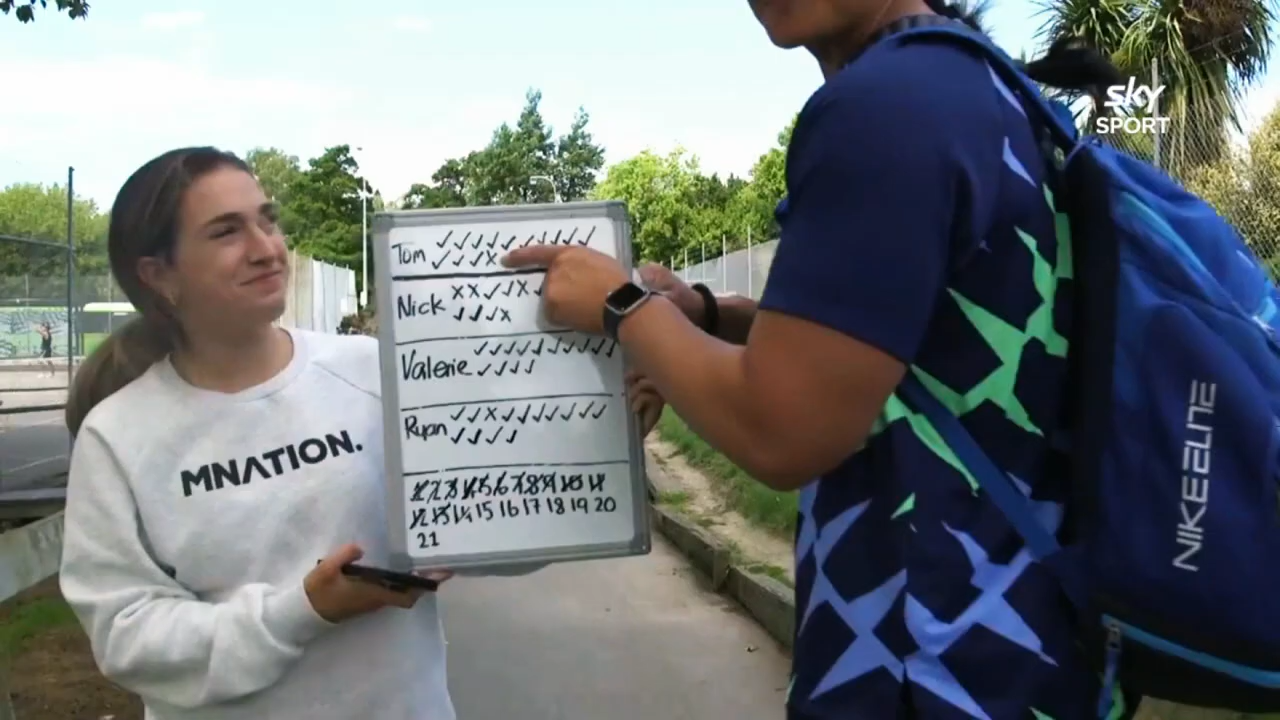 sky
SPORT
Tom ✓✓✓✓✓✓✓✓✓
✓✓✓x
Nick xx✓✓x✓
✓✓✓x
Valerie ✓✓✓✓✓✓✓✓✓
✓✓✓✓
Ryan ✓✓x✓✓✓✓✓✓
✓✓✓✓
1 2 3 4 5 6 7 8 9 10 11
12 13 14 15 16 17 18 19 20
21
MNATION.
NIKE ELITE